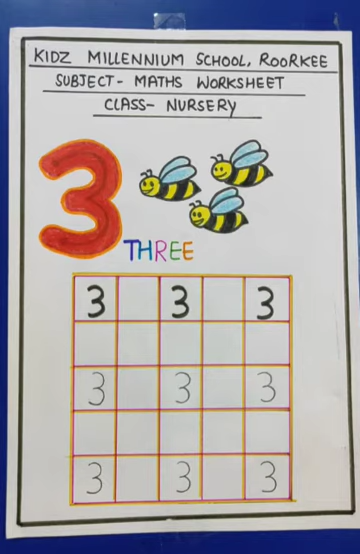 KIDZ MILLENNIUM SCHOOL, ROORKEE
SUBJECT- MATHS WORKSHEET
CLASS- NURSERY
3
THREE
3 3 3
3 3 3
3 3 3